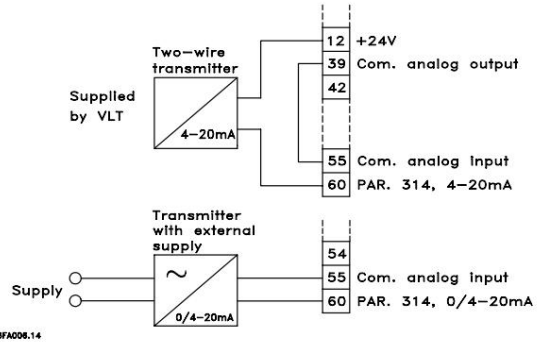 12 +24V
Two-wire
transmitter
39 Com. analog output
42
Supplied
by VLT
4-20mA
55 Com. analog input
60 PAR. 314, 4-20mA
Transmitter
with external
supply
54
~
55 Com. analog input
Supply
60 PAR. 314, 0/4-20mA
0/4-20mA